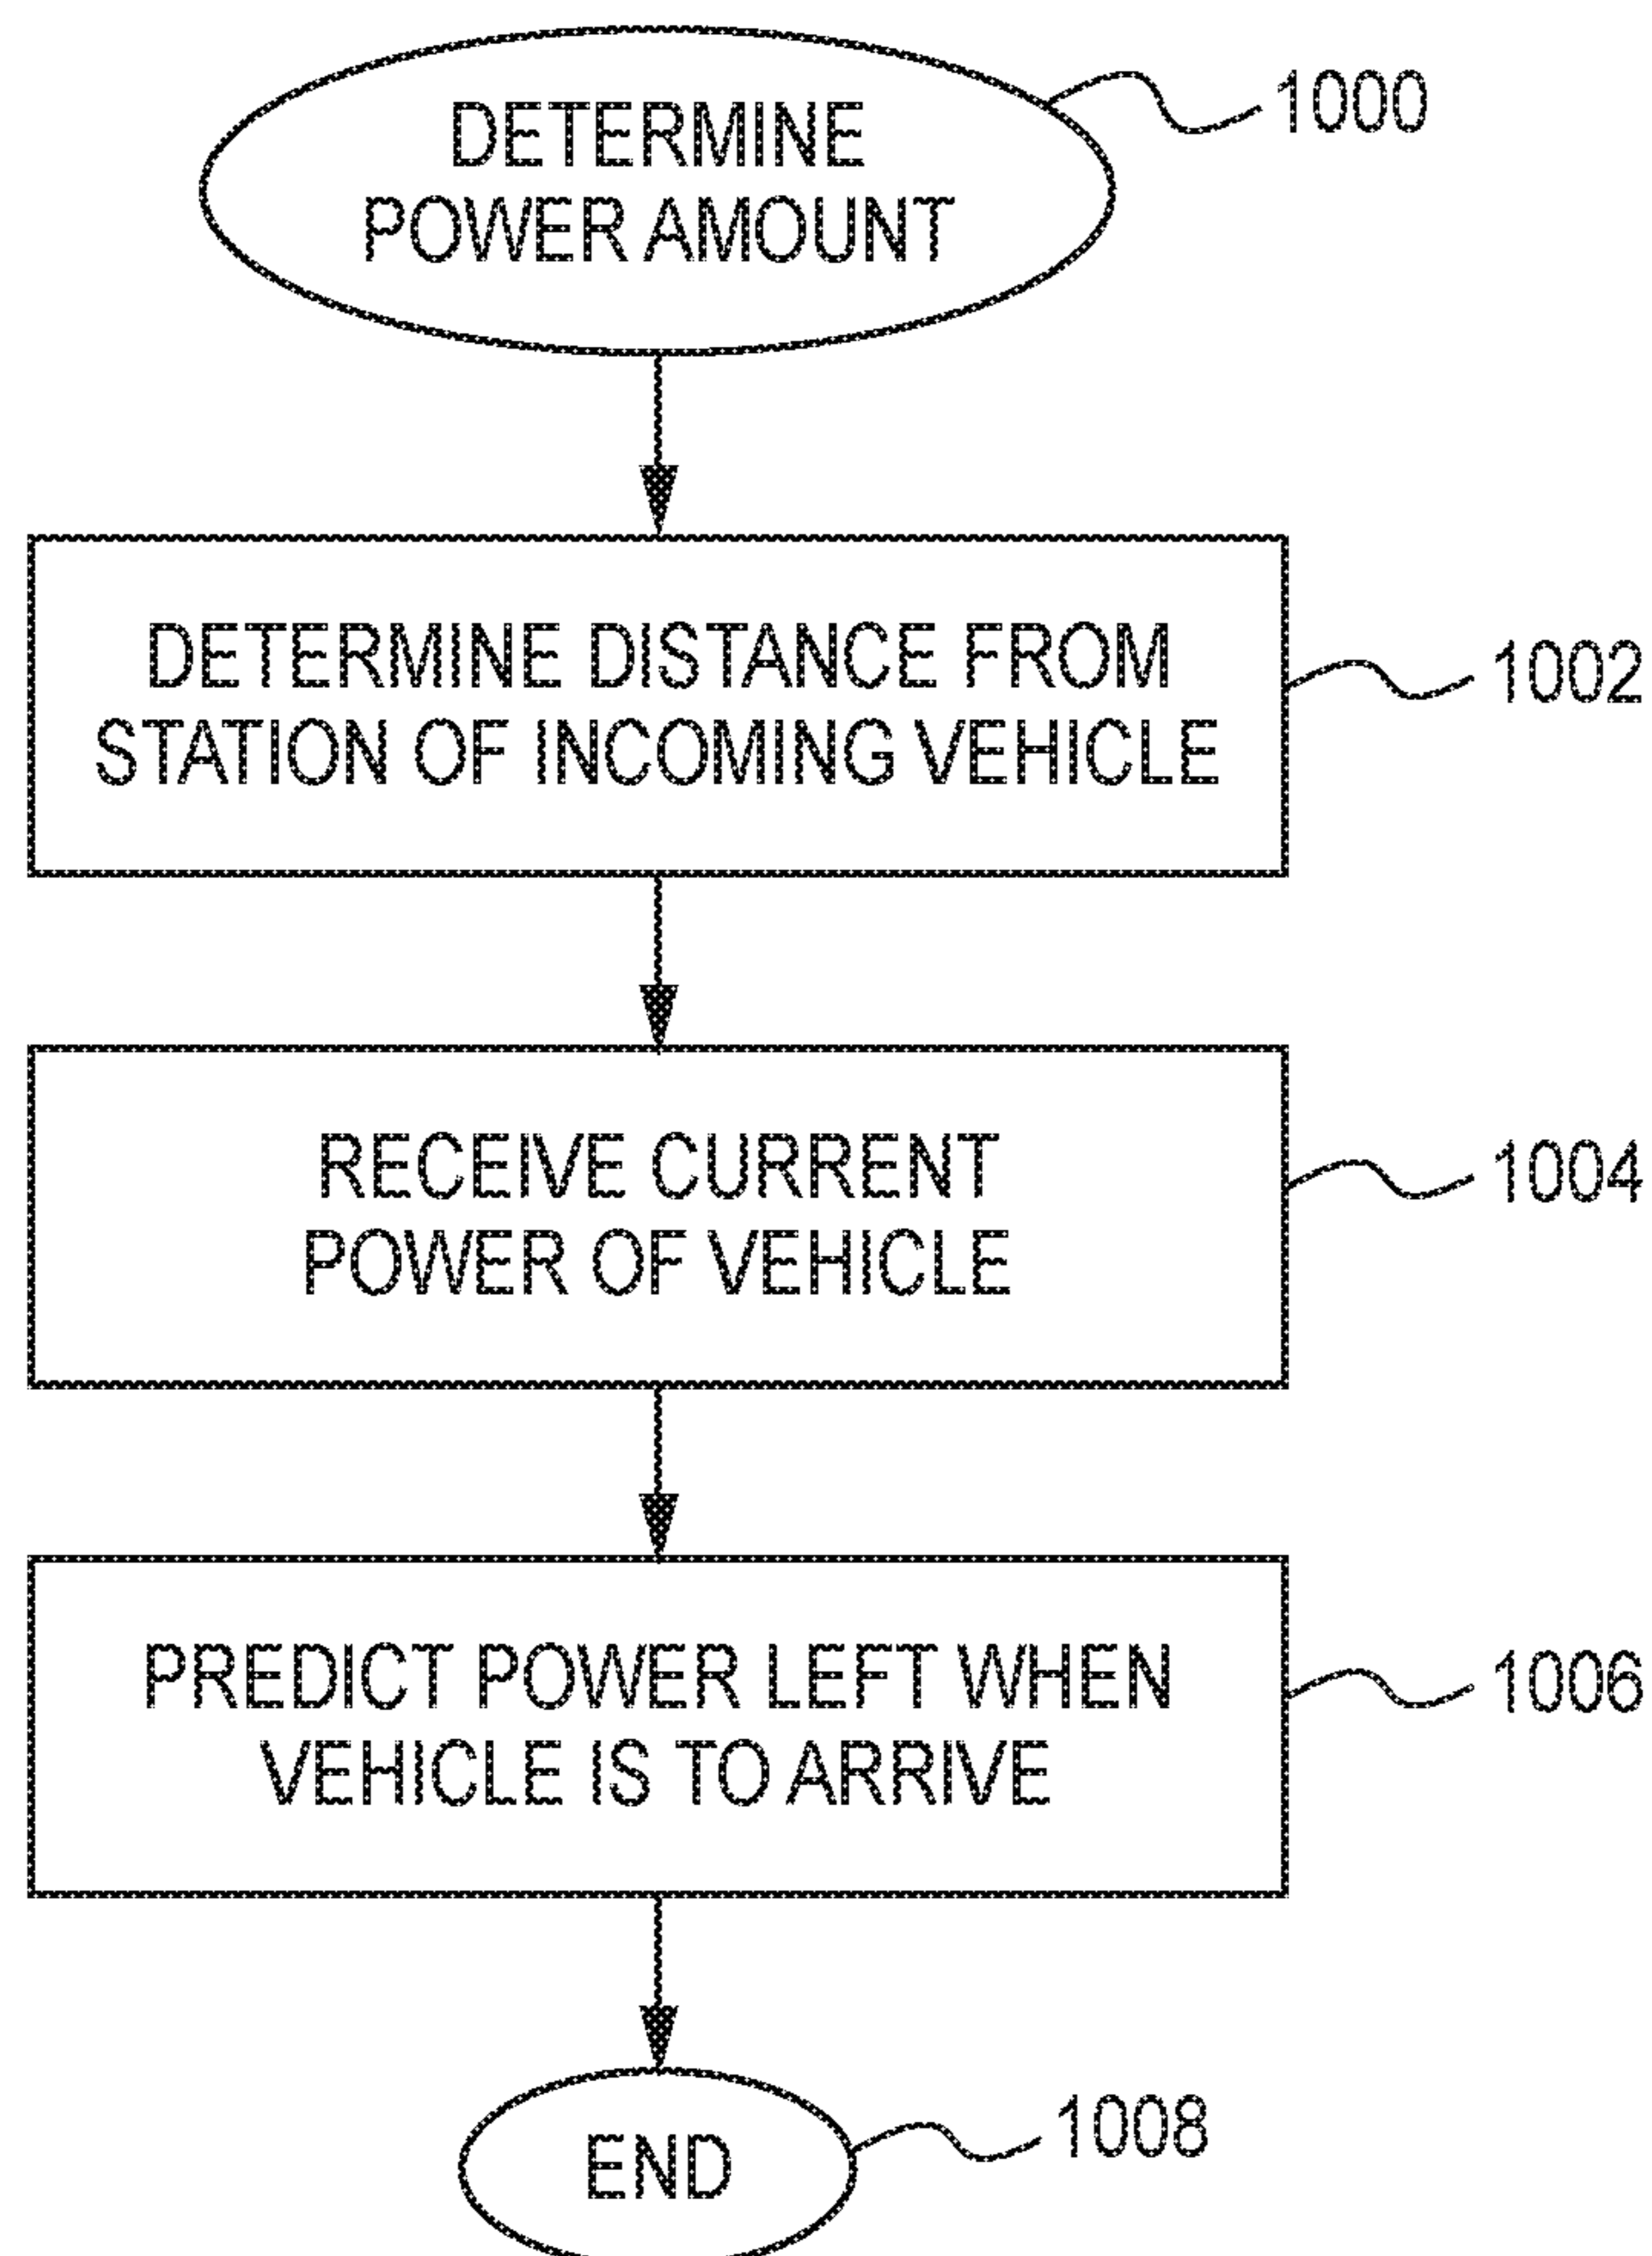 DETERMINE
POWER AMOUNT
1000
DETERMINE DISTANCE FROM
STATION OF INCOMING VEHICLE
1002
RECEIVE CURRENT
POWER OF VEHICLE
1004
PREDICT POWER LEFT WHEN
VEHICLE IS TO ARRIVE
1006
END
1008